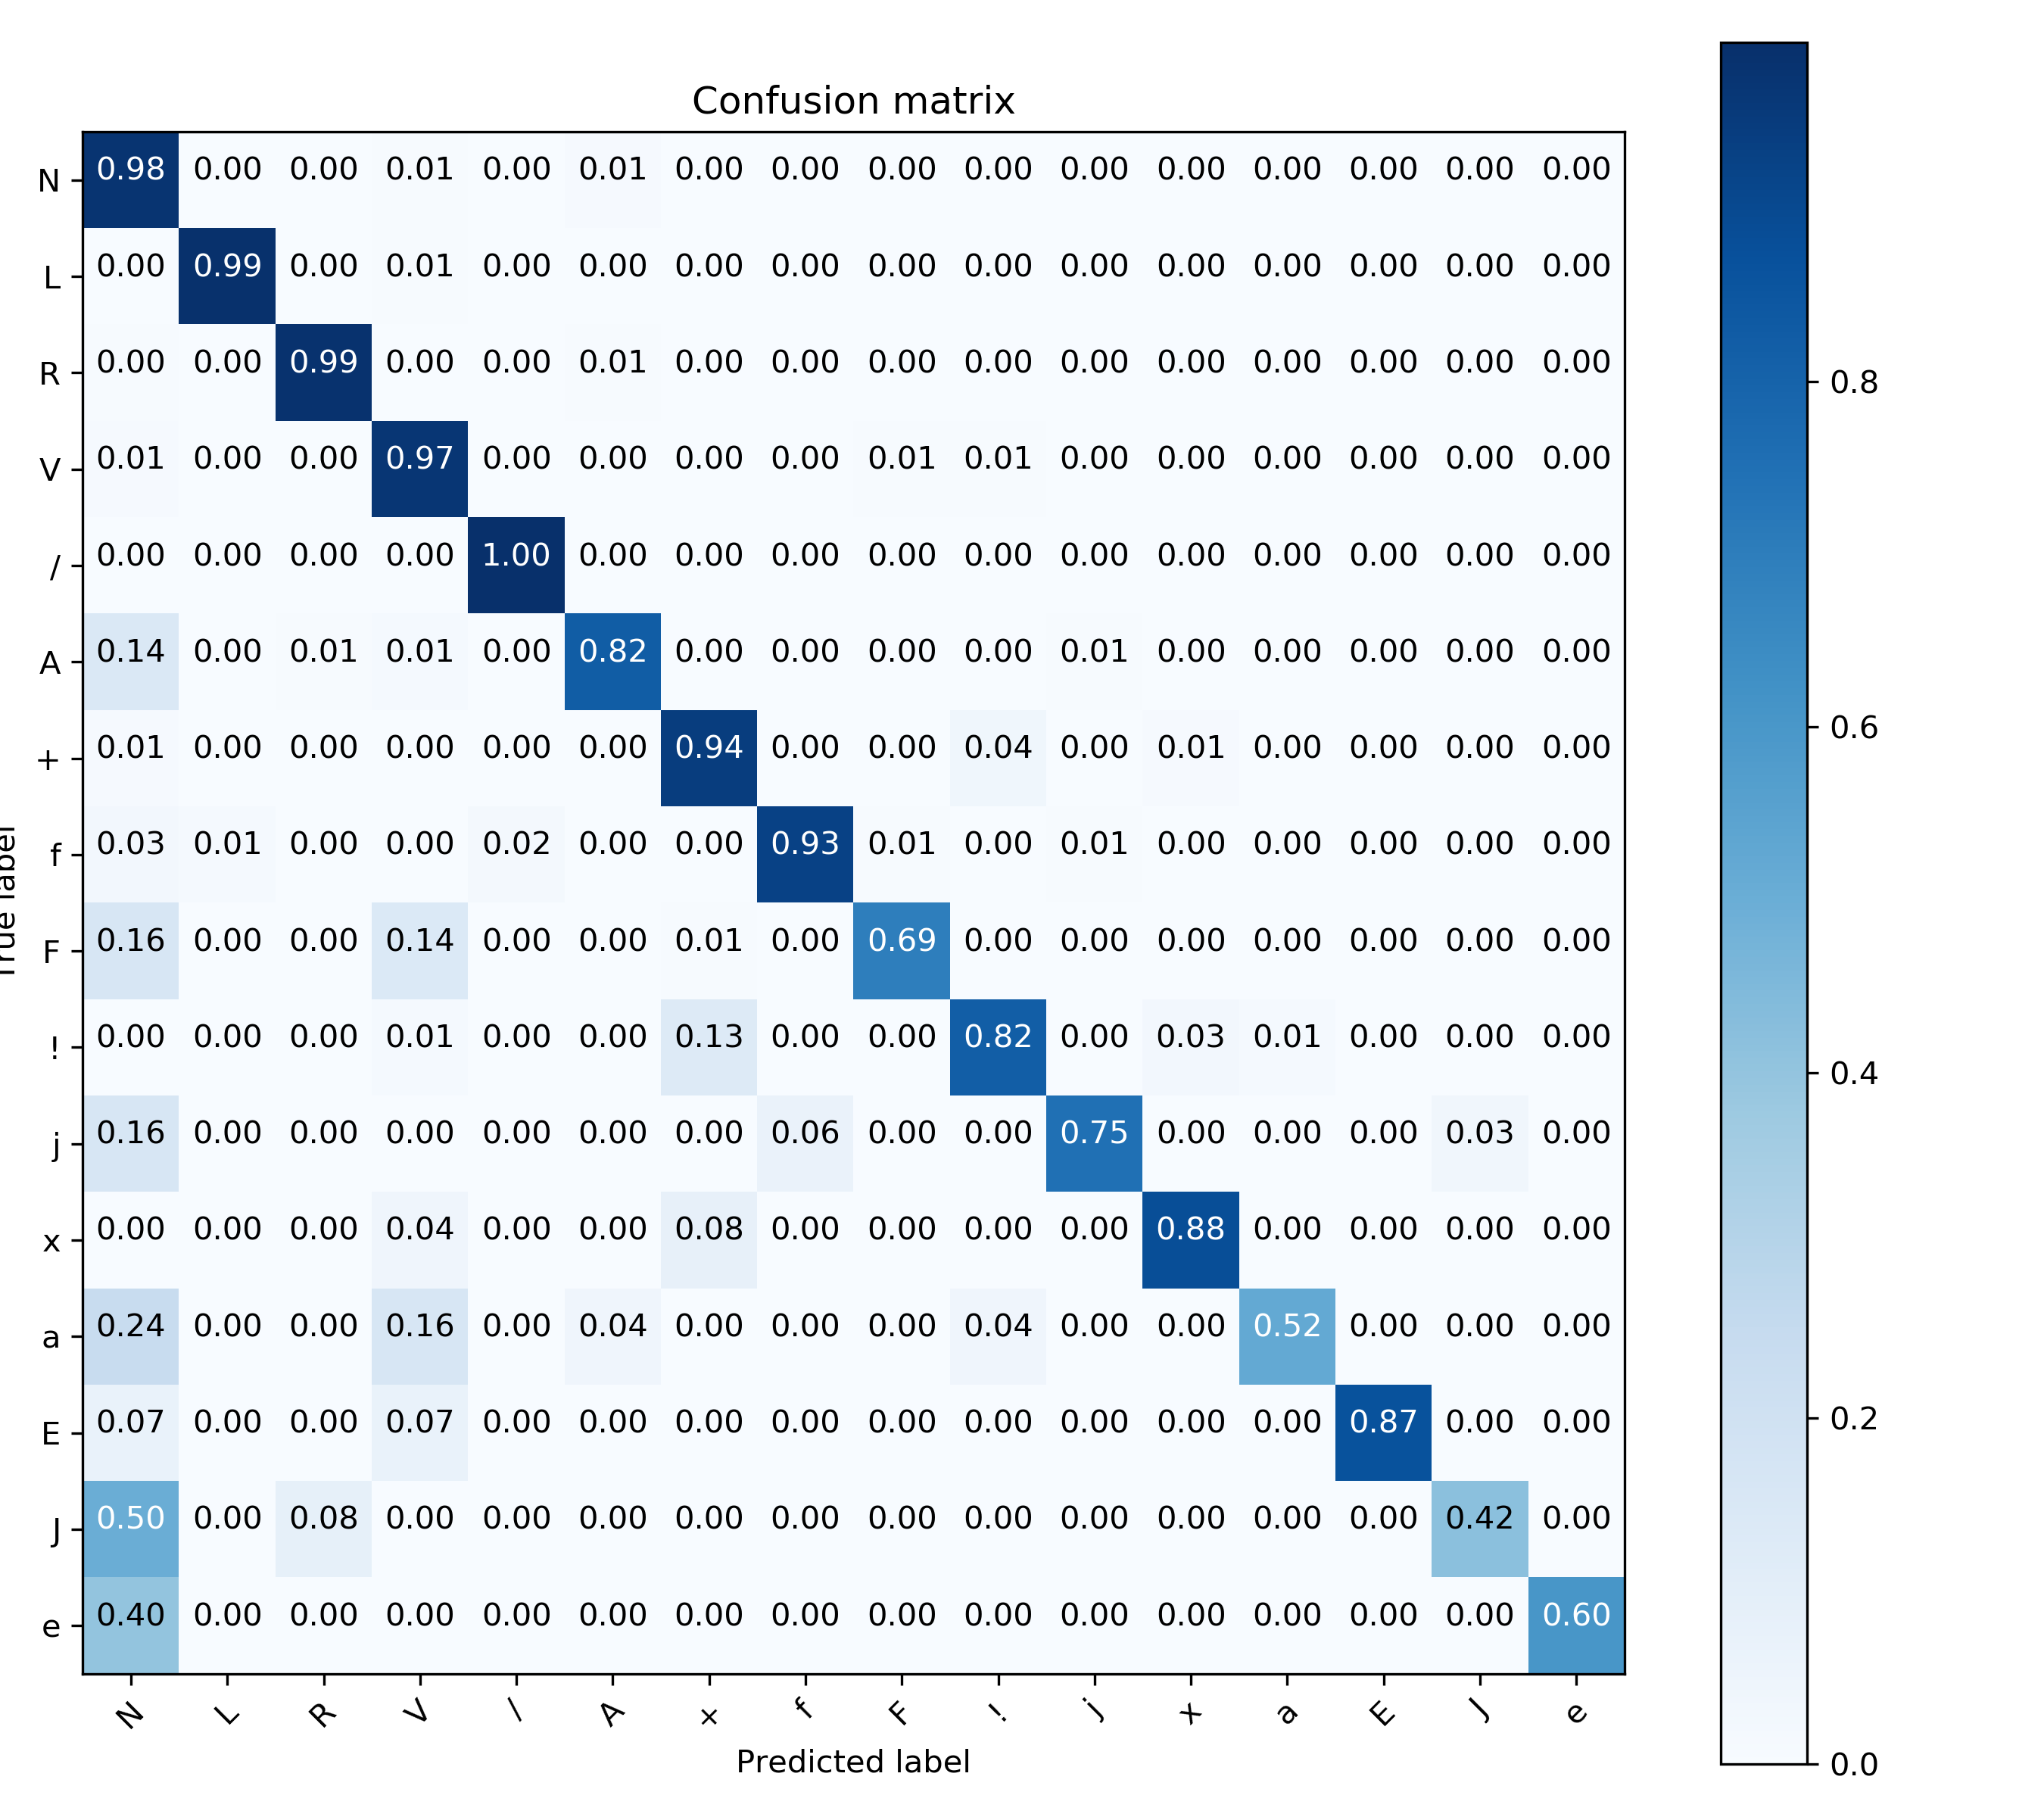 Confusion matrix
N 0.98 0.00 0.00 0.01 0.00 0.01 0.00 0.00 0.00 0.00 0.00 0.00 0.00 0.00 0.00 0.00
L 0.00 0.99 0.00 0.01 0.00 0.00 0.00 0.00 0.00 0.00 0.00 0.00 0.00 0.00 0.00 0.00
R 0.00 0.00 0.99 0.00 0.00 0.01 0.00 0.00 0.00 0.00 0.00 0.00 0.00 0.00 0.00 0.00
V 0.01 0.00 0.00 0.97 0.00 0.00 0.00 0.00 0.01 0.01 0.00 0.00 0.00 0.00 0.00 0.00
/ 0.00 0.00 0.00 0.00 1.00 0.00 0.00 0.00 0.00 0.00 0.00 0.00 0.00 0.00 0.00 0.00
A 0.14 0.00 0.01 0.01 0.00 0.82 0.00 0.00 0.00 0.00 0.01 0.00 0.00 0.00 0.00 0.00
+ 0.01 0.00 0.00 0.00 0.00 0.00 0.94 0.00 0.00 0.04 0.00 0.01 0.00 0.00 0.00 0.00
f 0.03 0.01 0.00 0.00 0.02 0.00 0.00 0.93 0.01 0.00 0.01 0.00 0.00 0.00 0.00 0.00
F 0.16 0.00 0.00 0.14 0.00 0.00 0.01 0.00 0.69 0.00 0.00 0.00 0.00 0.00 0.00 0.00
! 0.00 0.00 0.00 0.01 0.00 0.00 0.13 0.00 0.00 0.82 0.00 0.03 0.01 0.00 0.00 0.00
j 0.16 0.00 0.00 0.00 0.00 0.00 0.00 0.06 0.00 0.00 0.75 0.00 0.00 0.00 0.03 0.00
x 0.00 0.00 0.00 0.04 0.00 0.00 0.08 0.00 0.00 0.00 0.00 0.88 0.00 0.00 0.00 0.00
a 0.24 0.00 0.00 0.16 0.00 0.04 0.00 0.00 0.00 0.04 0.00 0.00 0.52 0.00 0.00 0.00
E 0.07 0.00 0.00 0.07 0.00 0.00 0.00 0.00 0.00 0.00 0.00 0.00 0.00 0.87 0.00 0.00
J 0.50 0.00 0.08 0.00 0.00 0.00 0.00 0.00 0.00 0.00 0.00 0.00 0.00 0.00 0.42 0.00
e 0.40 0.00 0.00 0.00 0.00 0.00 0.00 0.00 0.00 0.00 0.00 0.00 0.00 0.00 0.00 0.60
N L R V / A + f F ! j x a E J e
Predicted label
True label
0.8
0.6
0.4
0.2
0.0